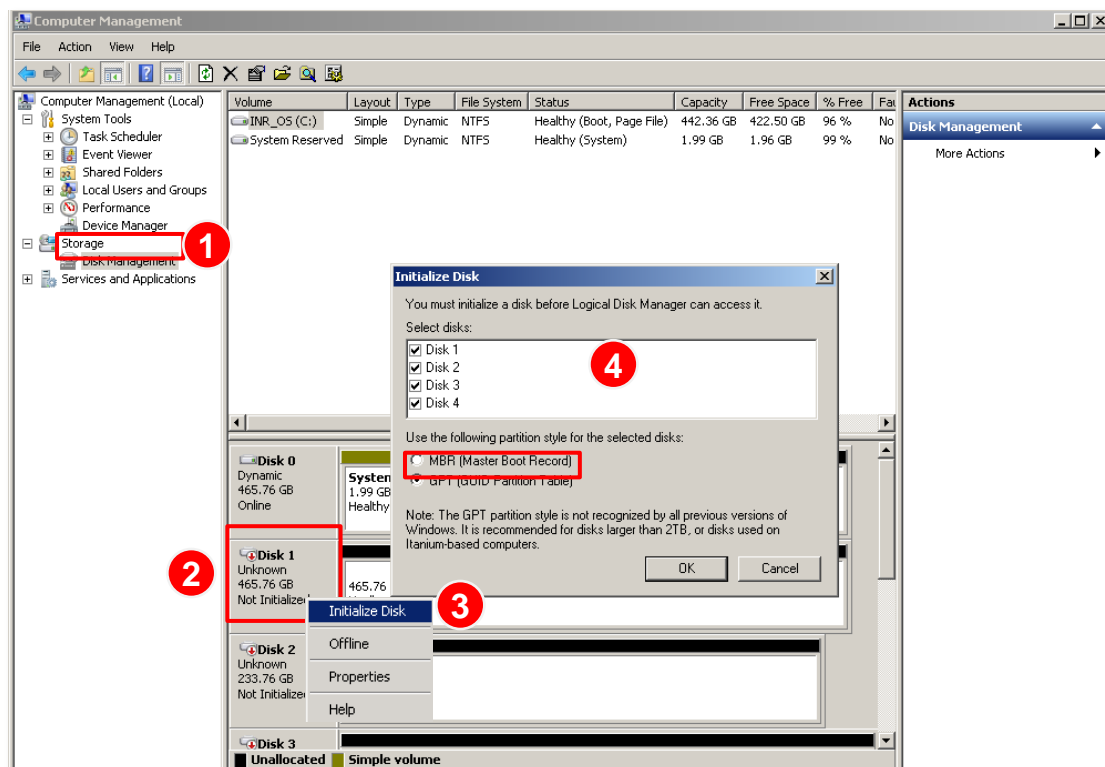 Computer Management
File Action View Help
Computer Management (Local)
System Tools
Task Scheduler
Event Viewer
Shared Folders
Local Users and Groups
Performance
Device Manager
Storage
1
Disk Management
Services and Applications
Volume Layout Type File System Status Capacity Free Space % Free Fau
INR_OS (C:) Simple Dynamic NTFS Healthy (Boot, Page File) 442.36 GB 422.50 GB 96 % No
System Reserved Simple Dynamic NTFS Healthy (System) 1.99 GB 1.96 GB 99 % No
Actions
Disk Management
More Actions
Initialize Disk
You must initialize a disk before Logical Disk Manager can access it.
Select disks:
Disk 1
Disk 2
Disk 3
Disk 4
4
Use the following partition style for the selected disks:
MBR (Master Boot Record)
GPT (GUID Partition Table)
Note: The GPT partition style is not recognized by all previous versions of
Windows. It is recommended for disks larger than 2TB, or disks used on
Itanium-based computers.
OK Cancel
Disk 0
Dynamic
465.76 GB
Online
System
1.99 GB
Healthy
2
Disk 1
Unknown
465.76 GB
Not Initialized
465.76
3
Initialize Disk
Offline
Properties
Help
Disk 2
Unknown
233.76 GB
Not Initialized
Disk 3
Unallocated Simple volume